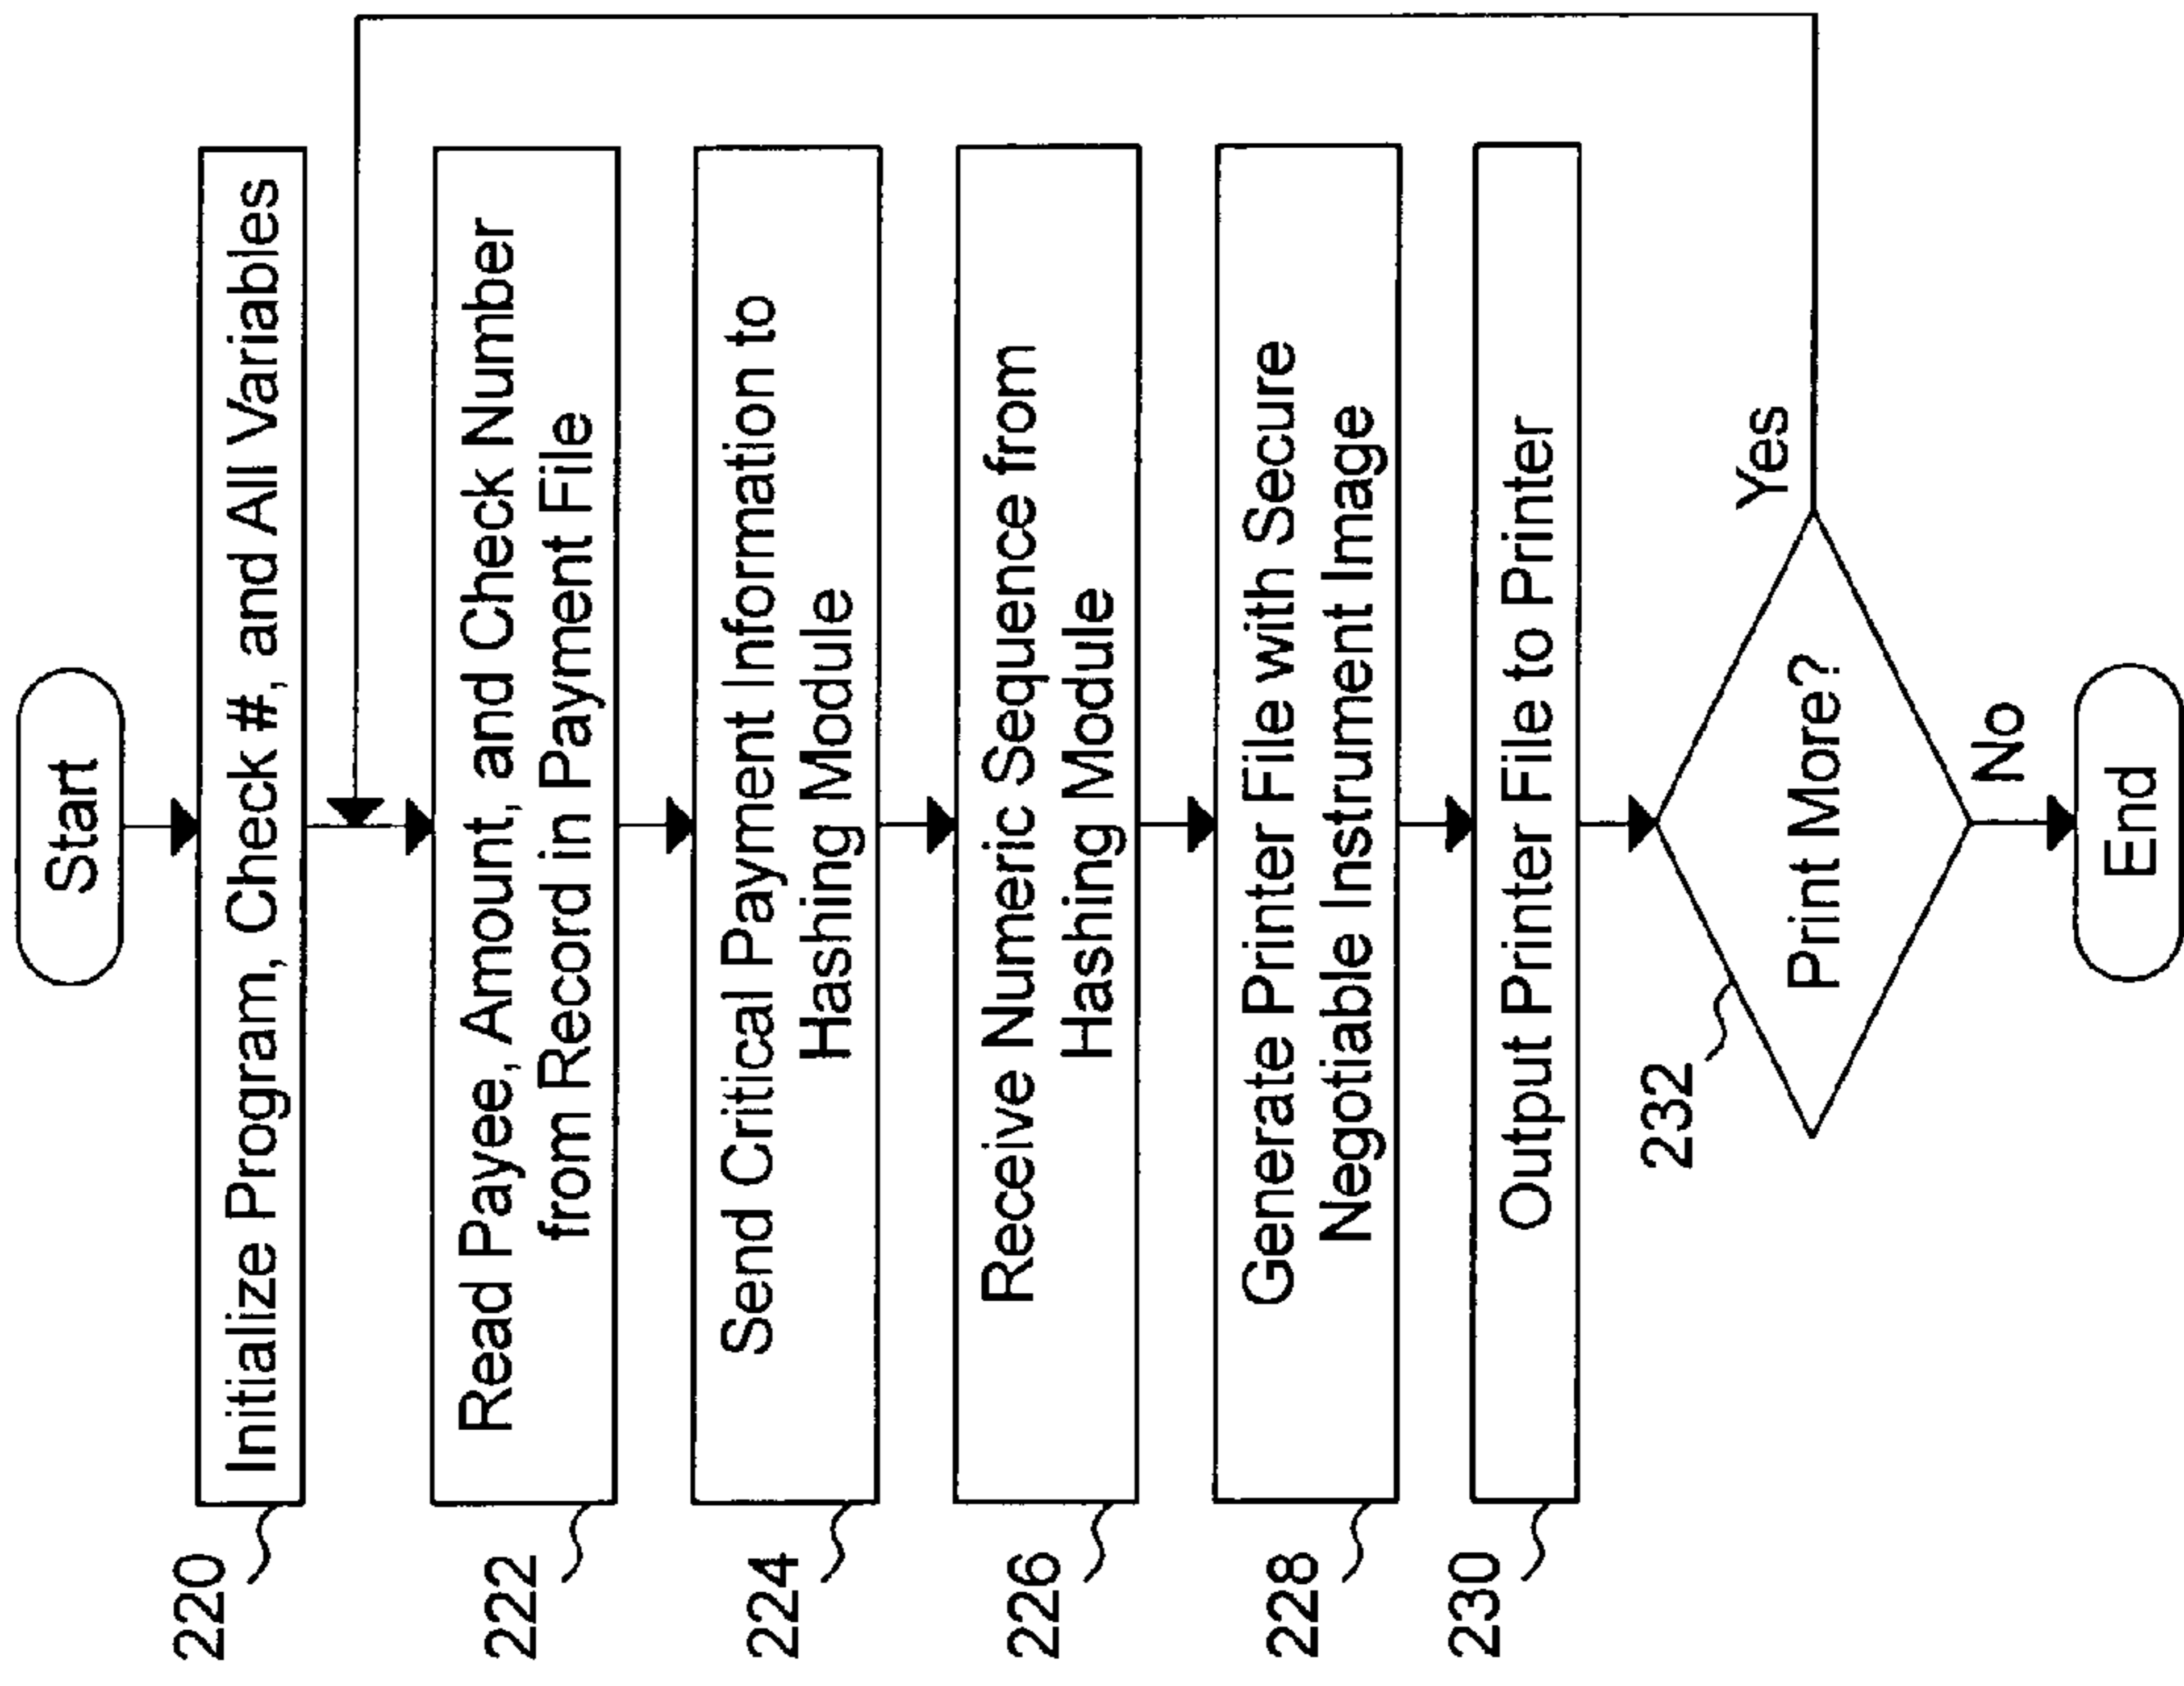 Start
220
Initialize Program, Check #, and All Variables
222
Read Payee, Amount, and Check Number
from Record in Payment File
224
Send Critical Payment Information to
Hashing Module
226
Receive Numeric Sequence from
Hashing Module
228
Generate Printer File with Secure
Negotiable Instrument Image
230
Output Printer File to Printer
232
Print More?
Yes
No
End